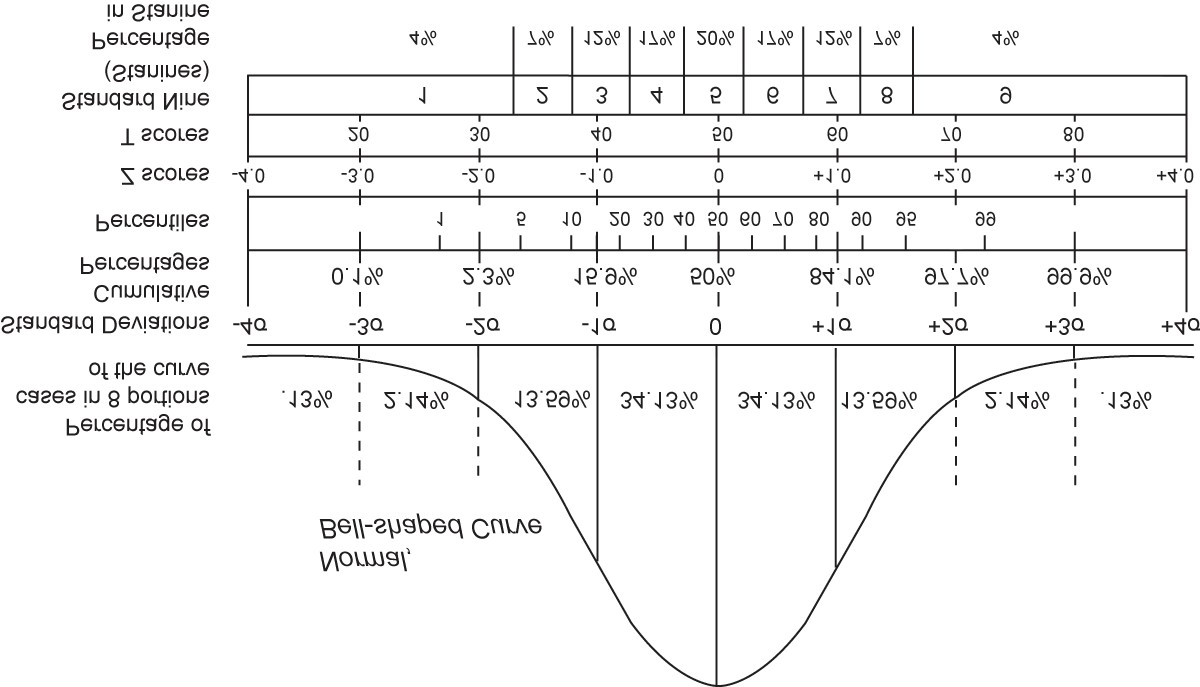 Normal,
Bell-shaped Curve
Percentage of
cases in 8 portions
of the curve
.13% 2.14% 13.59% 34.13% 34.13% 13.59% 2.14% .13%
Standard Deviations -4σ -3σ -2σ -1σ 0 +1σ +2σ +3σ +4σ
Cumulative
Percentages 0.1% 2.3% 15.9% 50% 84.1% 97.7% 99.9%
Percentiles 1 5 10 20 30 40 50 60 70 80 90 95 99
Z scores -4.0 -3.0 -2.0 -1.0 0 +1.0 +2.0 +3.0 +4.0
T scores 20 30 40 50 60 70 80
Standard Nine 1 2 3 4 5 6 7 8 9
(Stanines)
Percentage 4% 7% 12% 17% 20% 17% 12% 7% 4%
in Stanine